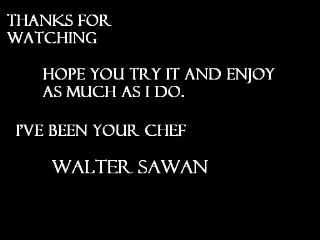 THANKS FOR
WATCHING
HOPE YOU TRY IT AND ENJOY
AS MUCH AS I DO.
I'VE BEEN YOUR CHEF
WALTER SAWAN